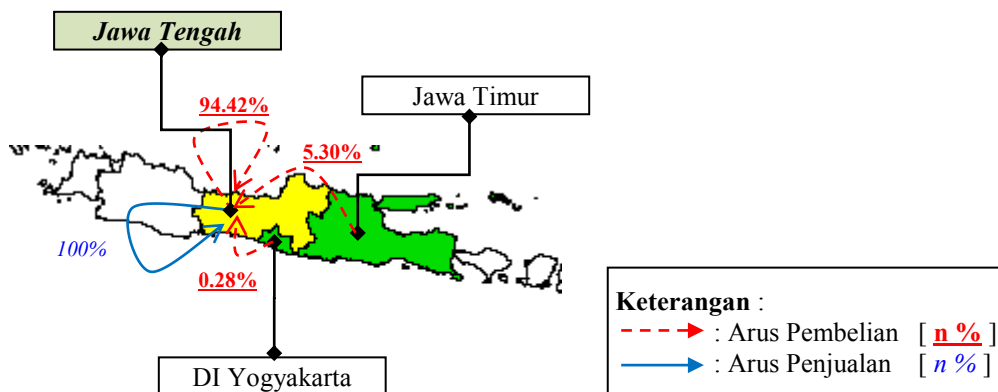 Jawa Tengah
Jawa Timur
94.42%
5.30%
100%
0.28%
DI Yogyakarta
Keterangan :
: Arus Pembelian [ n % ]
: Arus Penjualan [ n % ]